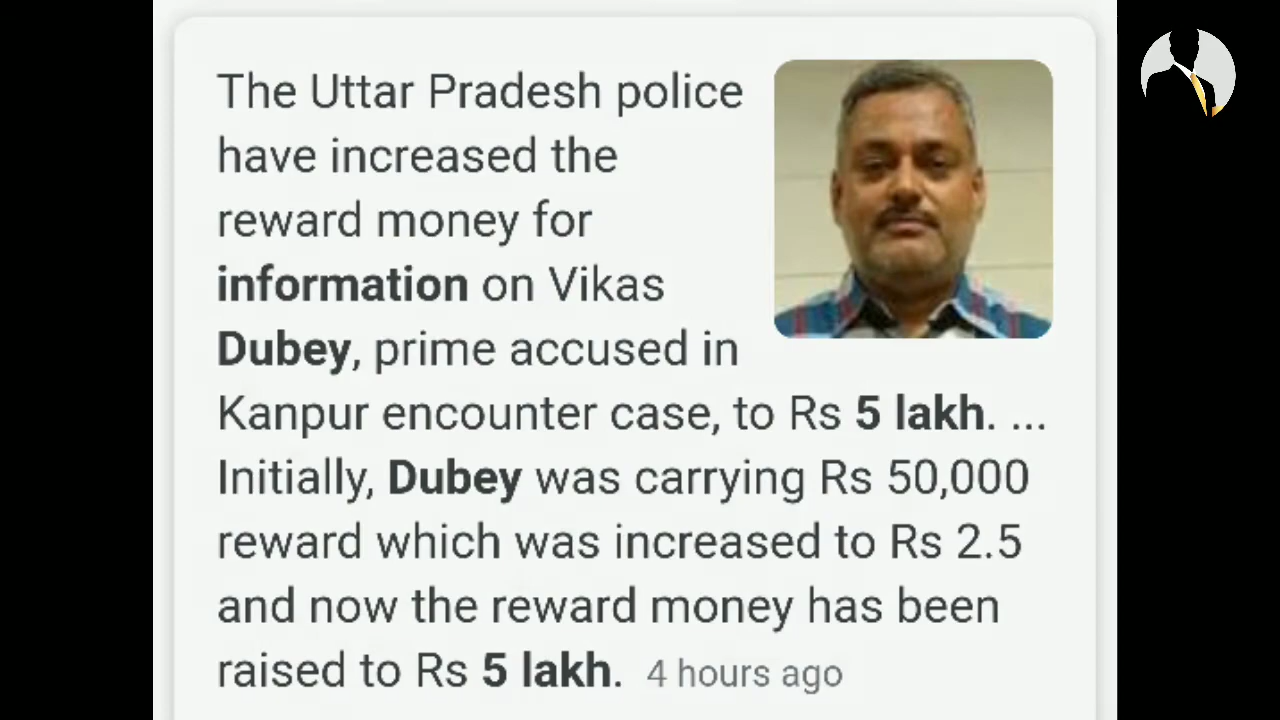 The Uttar Pradesh police
have increased the
reward money for
information on Vikas
Dubey, prime accused in
Kanpur encounter case, to Rs 5 lakh. ...
Initially, Dubey was carrying Rs 50,000
reward which was increased to Rs 2.5
and now the reward money has been
raised to Rs 5 lakh. 4 hours ago